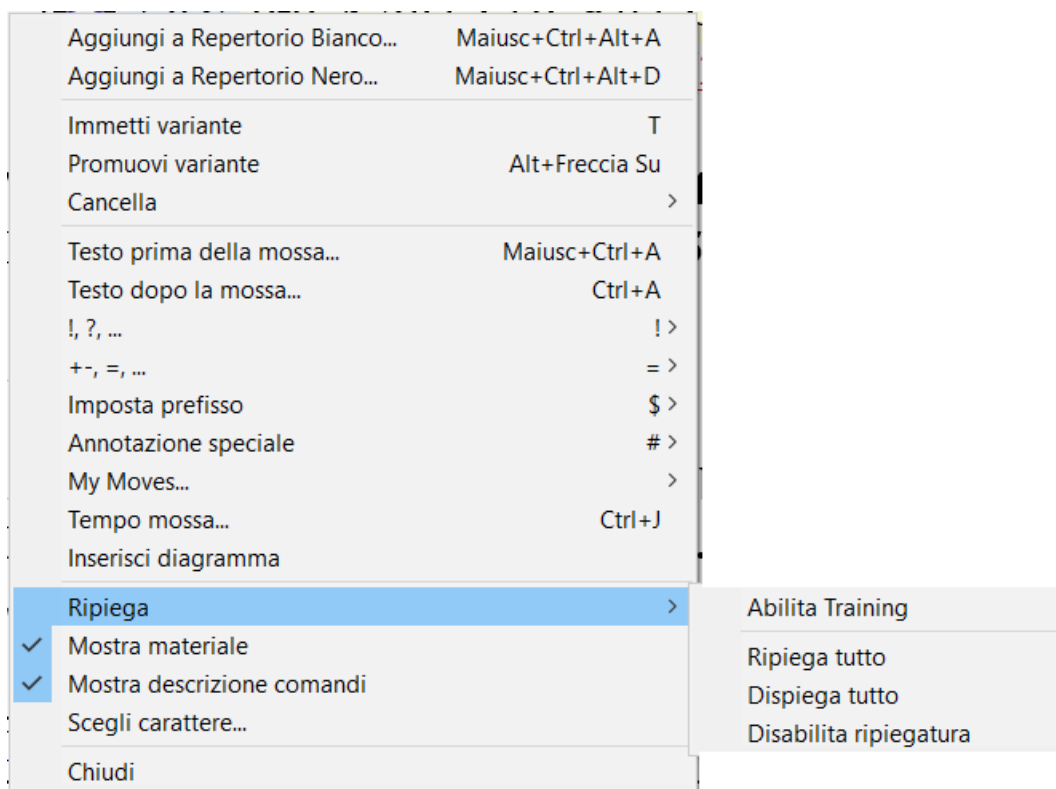 Aggiungi a Repertorio Bianco... Maiusc+Ctrl+Alt+A
Aggiungi a Repertorio Nero... Maiusc+Ctrl+Alt+D
Immetti variante T
Promuovi variante Alt+Freccia Su
Cancella >
Testo prima della mossa... Maiusc+Ctrl+A
Testo dopo la mossa... Ctrl+A
!, ?, ... ! >
+-, =, ... = >
Imposta prefisso $ >
Annotazione speciale # >
My Moves... >
Tempo mossa... Ctrl+J
Inserisci diagramma
Ripiega > Abilita Training
Mostra materiale Ripiega tutto
Mostra descrizione comandi Dispiega tutto
Scegli carattere... Disabilita ripiegatura
Chiudi